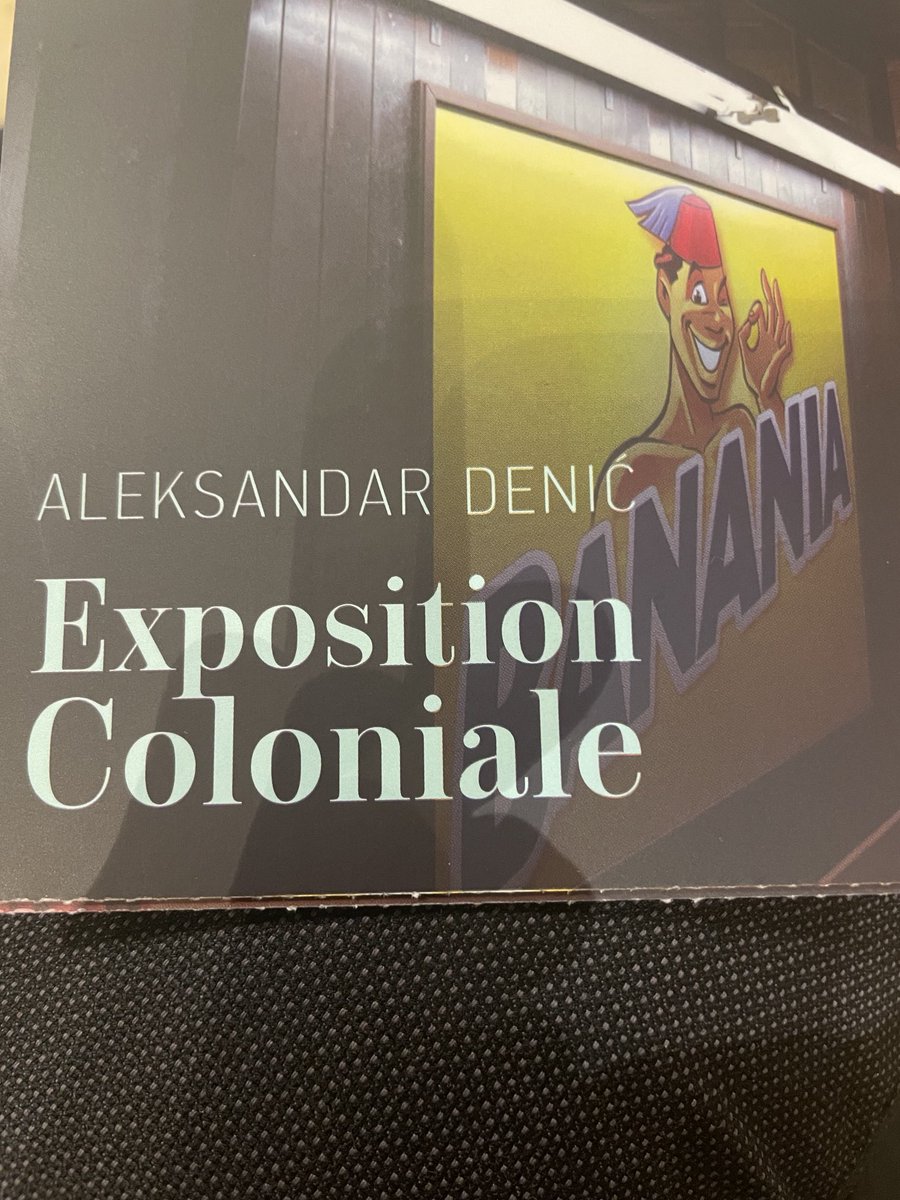 BANANIA
ALEKSANDAR DENIĆ
Exposition
Coloniale